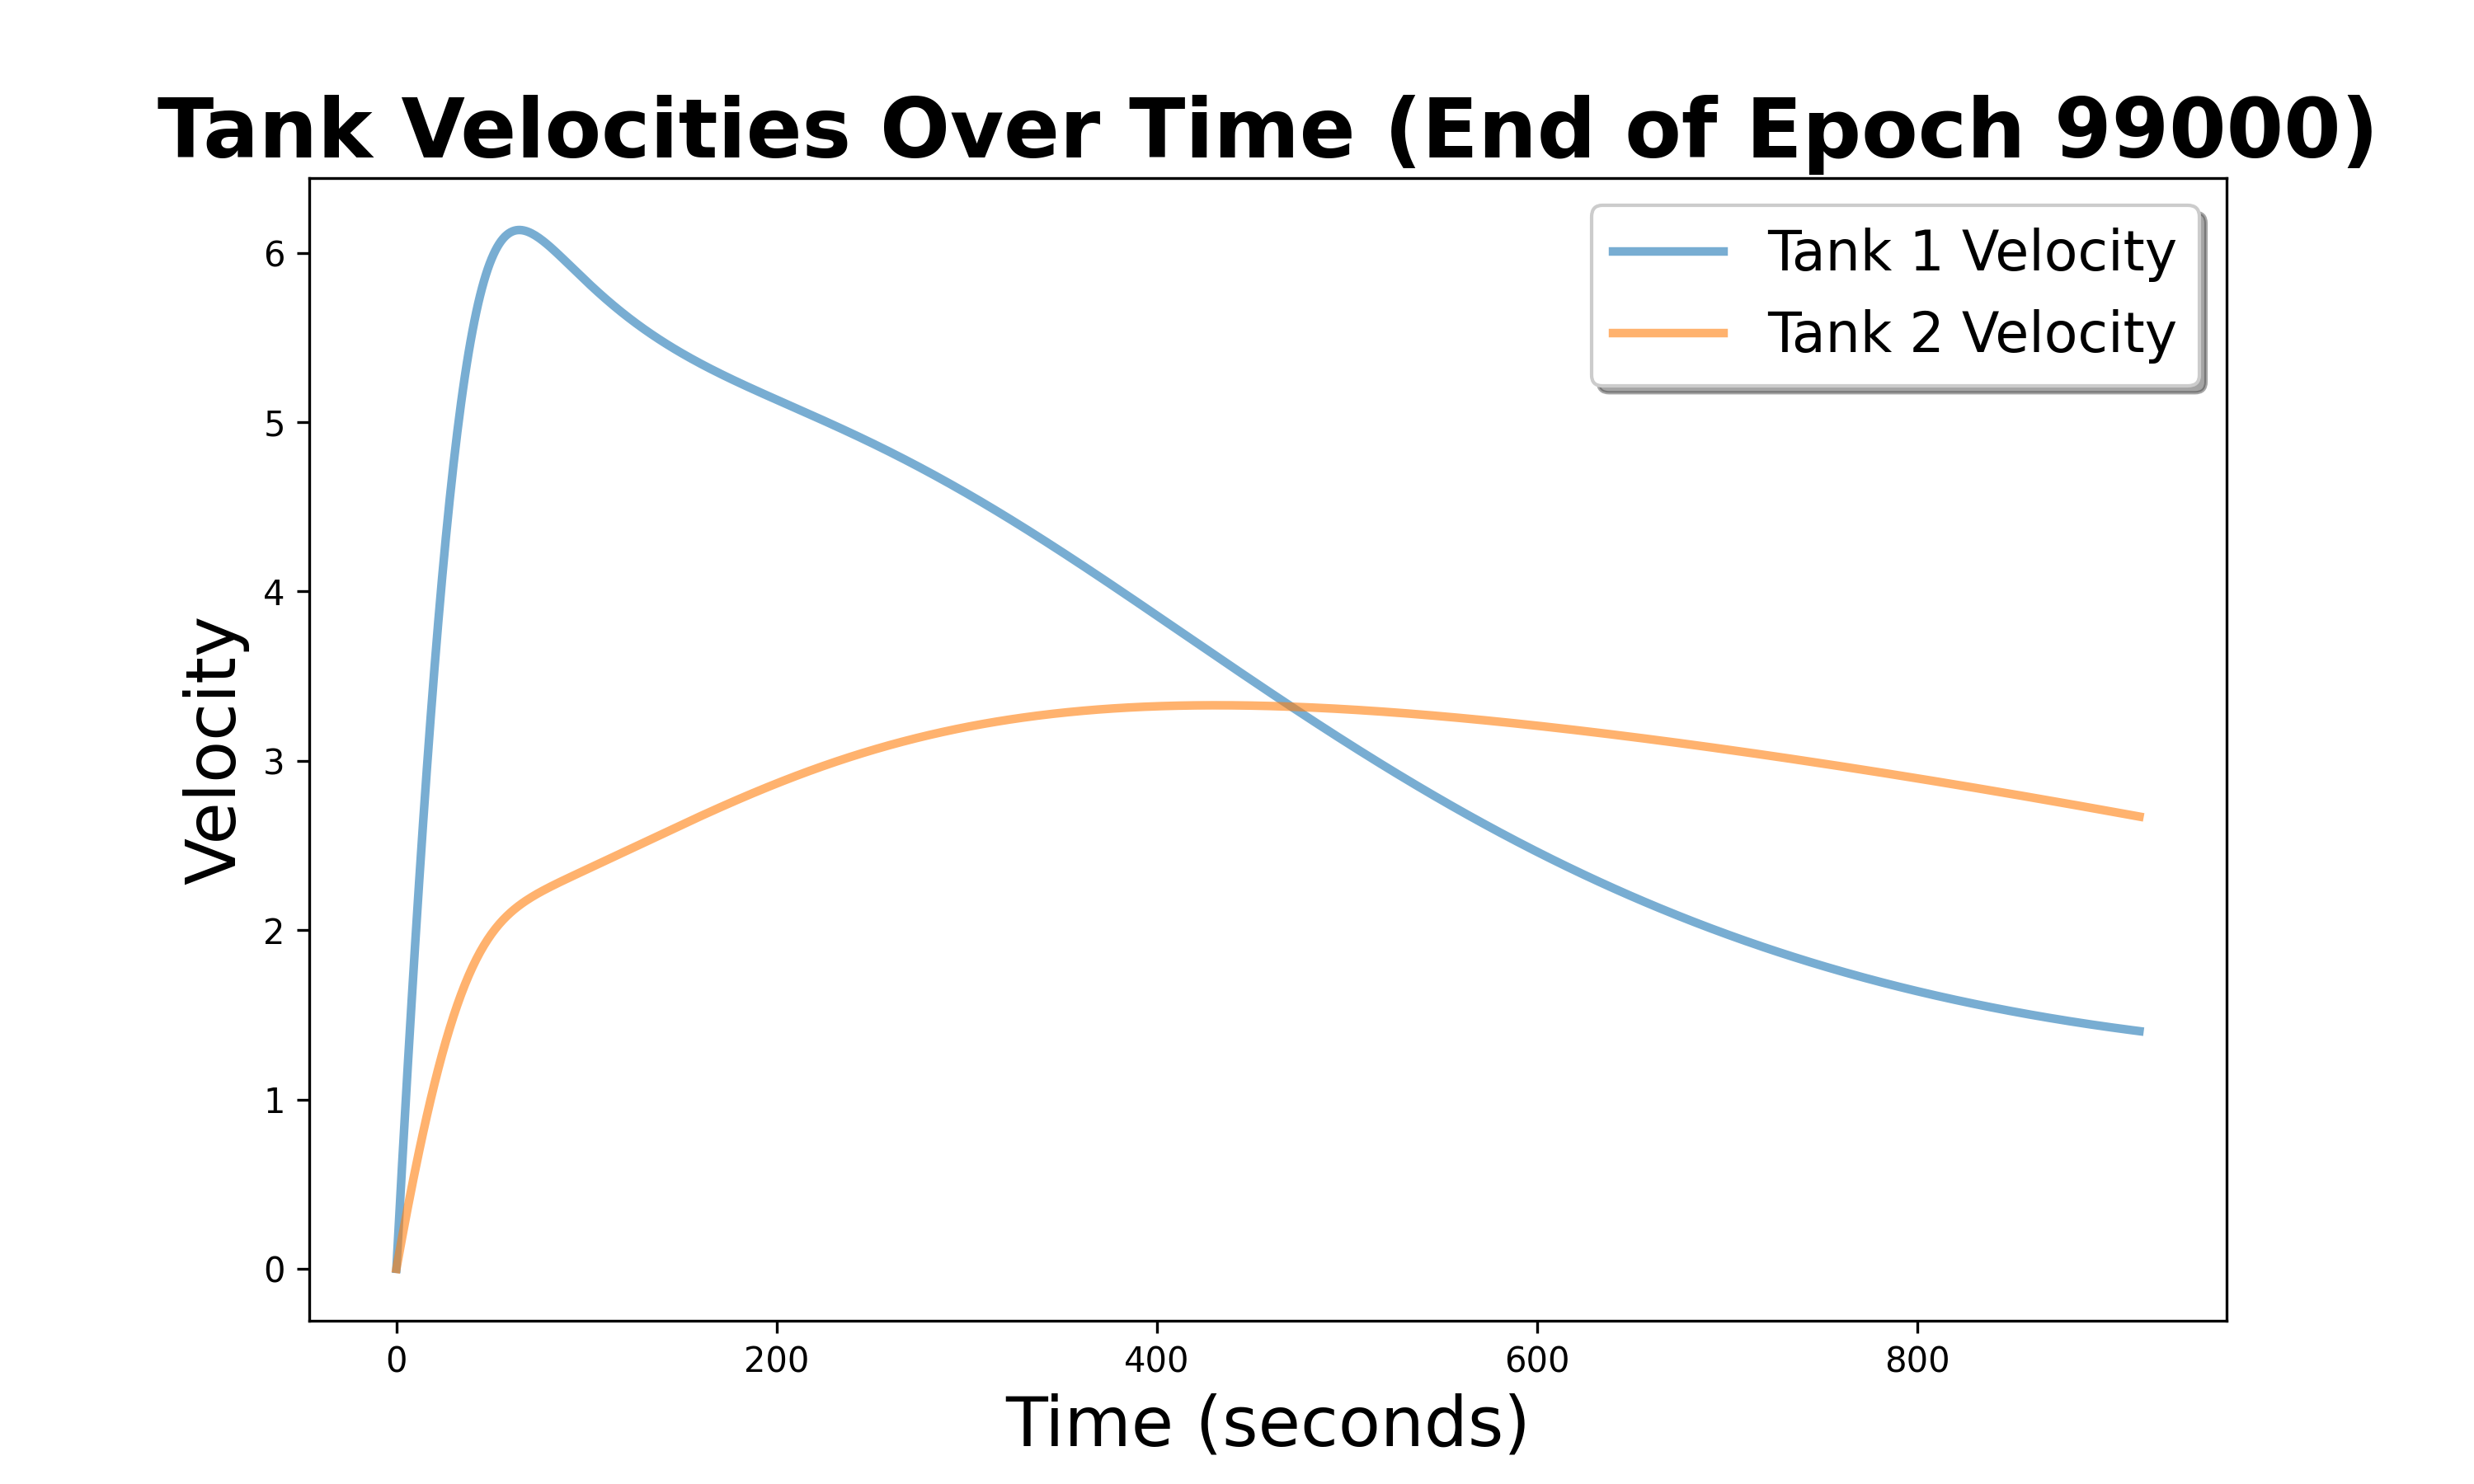 Tank Velocities Over Time (End of Epoch 99000)
Tank 1 Velocity
Tank 2 Velocity
Velocity
6
5
4
3
2
1
0
0 200 400 600 800
Time (seconds)